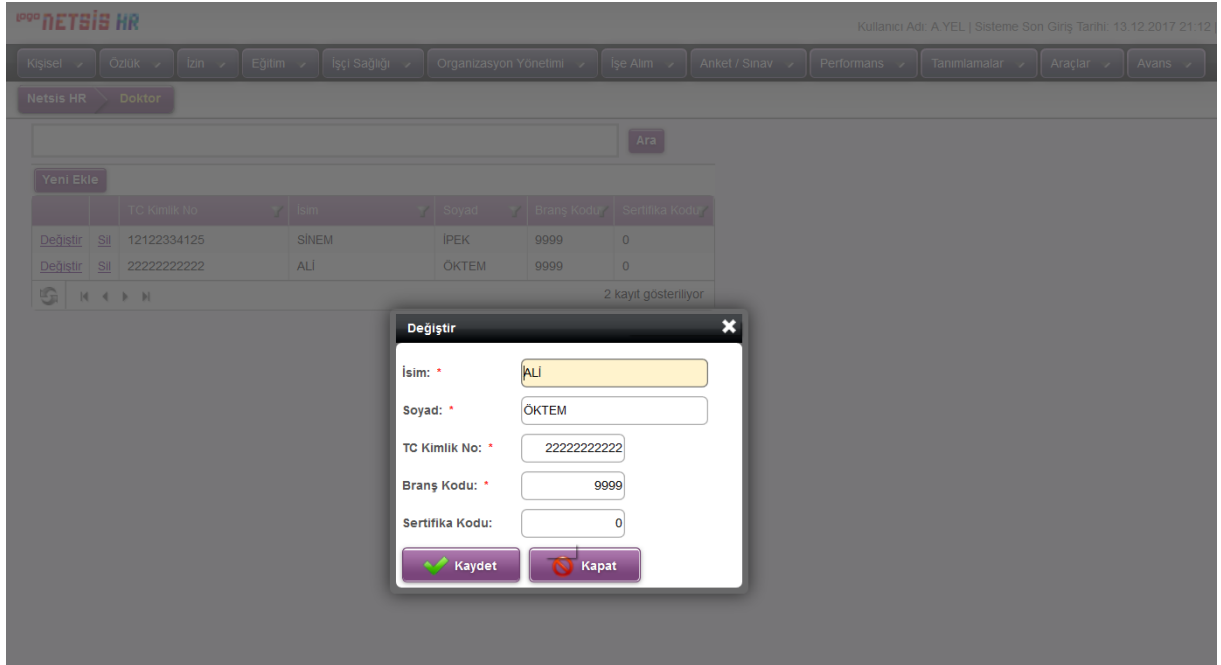 logo netsis HR
Kullanıcı Adı: A.YEL | Sisteme Son Giriş Tarihi: 13.12.2017 21:12 |
Kişisel Özlük İzin Eğitim İşçi Sağlığı Organizasyon Yönetimi İşe Alım Anket / Sınav Performans Tanımlamalar Araçlar Avans
Netsis HR Doktor
Ara
Yeni Ekle
TC Kimlik No İsim Soyad Branş Kodu Sertifika Kodu
Değiştir Sil 12122334125 SİNEM İPEK 9999 0
Değiştir Sil 22222222222 ALİ ÖKTEM 9999 0
2 kayıt gösteriliyor
Değiştir
İsim: * ALİ
Soyad: * ÖKTEM
TC Kimlik No: * 22222222222
Branş Kodu: * 9999
Sertifika Kodu: 0
Kaydet Kapat